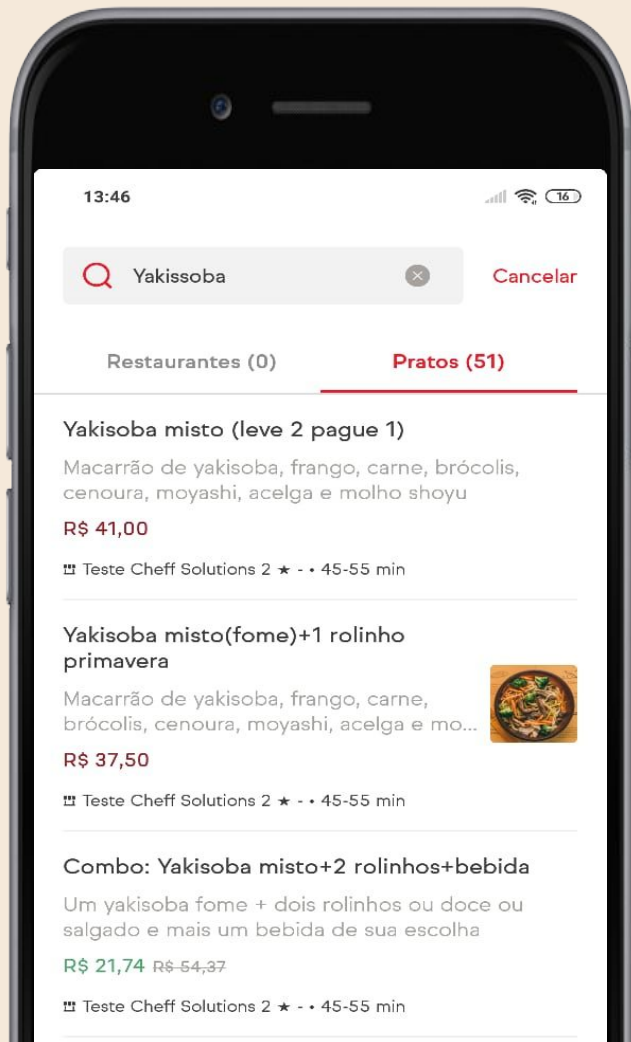 13:46
16
Yakissoba
Cancelar
Restaurantes (0)
Pratos (51)
Yakisoba misto (leve 2 pague 1)
Macarrão de yakisoba, frango, carne, brócolis,
cenoura, moyashi, acelga e molho shoyu
R$ 41,00
Teste Cheff Solutions 2 ★ - • 45-55 min
Yakisoba misto(fome)+1 rolinho
primavera
Macarrão de yakisoba, frango, carne,
brócolis, cenoura, moyashi, acelga e mo...
R$ 37,50
Teste Cheff Solutions 2 ★ - • 45-55 min
Combo: Yakisoba misto+2 rolinhos+bebida
Um yakisoba fome + dois rolinhos ou doce ou
salgado e mais um bebida de sua escolha
R$ 21,74 R$ 54,37
Teste Cheff Solutions 2 ★ - • 45-55 min